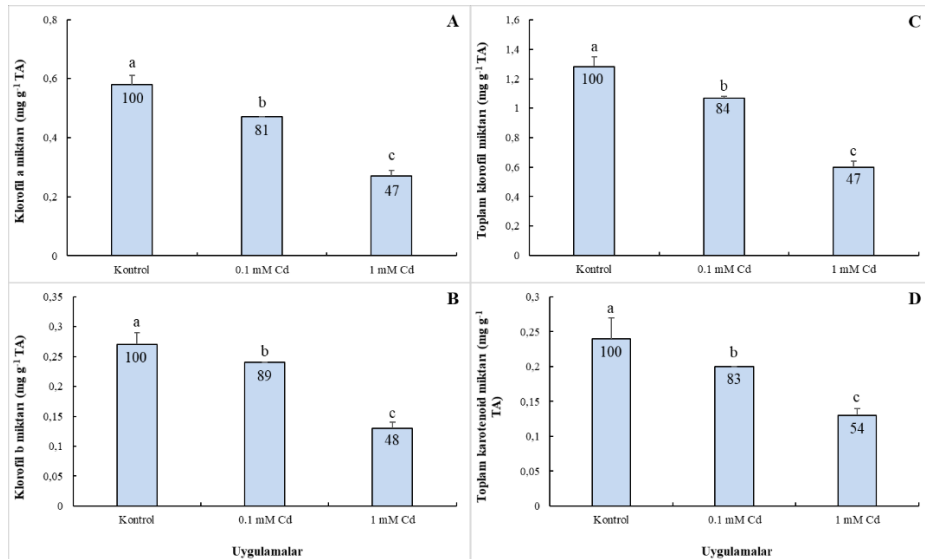 A
Klorofil a miktarı (mg g-1 TA)
0,8
0,6
0,4
0,2
0
a
100
b
81
c
47
Kontrol
0.1 mM Cd
1 mM Cd
C
Toplam klorofil miktarı (mg g-1 TA)
1,6
1,4
1,2
1
0,8
0,6
0,4
0,2
0
a
100
b
84
c
47
Kontrol
0.1 mM Cd
1 mM Cd
B
Klorofil b miktarı (mg g-1 TA)
0,35
0,3
0,25
0,2
0,15
0,1
0,05
0
a
100
b
89
c
48
Kontrol
0.1 mM Cd
1 mM Cd
Uygulamalar
D
Toplam karotenoid miktarı (mg g-1
TA)
0,3
0,25
0,2
0,15
0,1
0,05
0
a
100
b
83
c
54
Kontrol
0.1 mM Cd
1 mM Cd
Uygulamalar